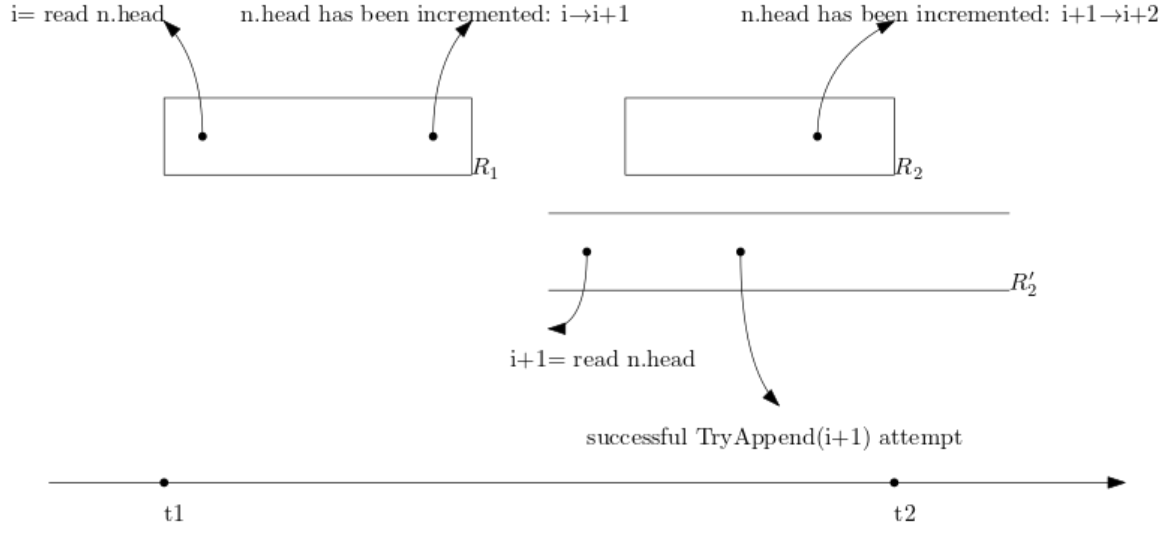 i= read n.head
n.head has been incremented: i→i+1
n.head has been incremented: i+1→i+2
R₁
R₂
R′₂
i+1= read n.head
successful TryAppend(i+1) attempt
t1
t2